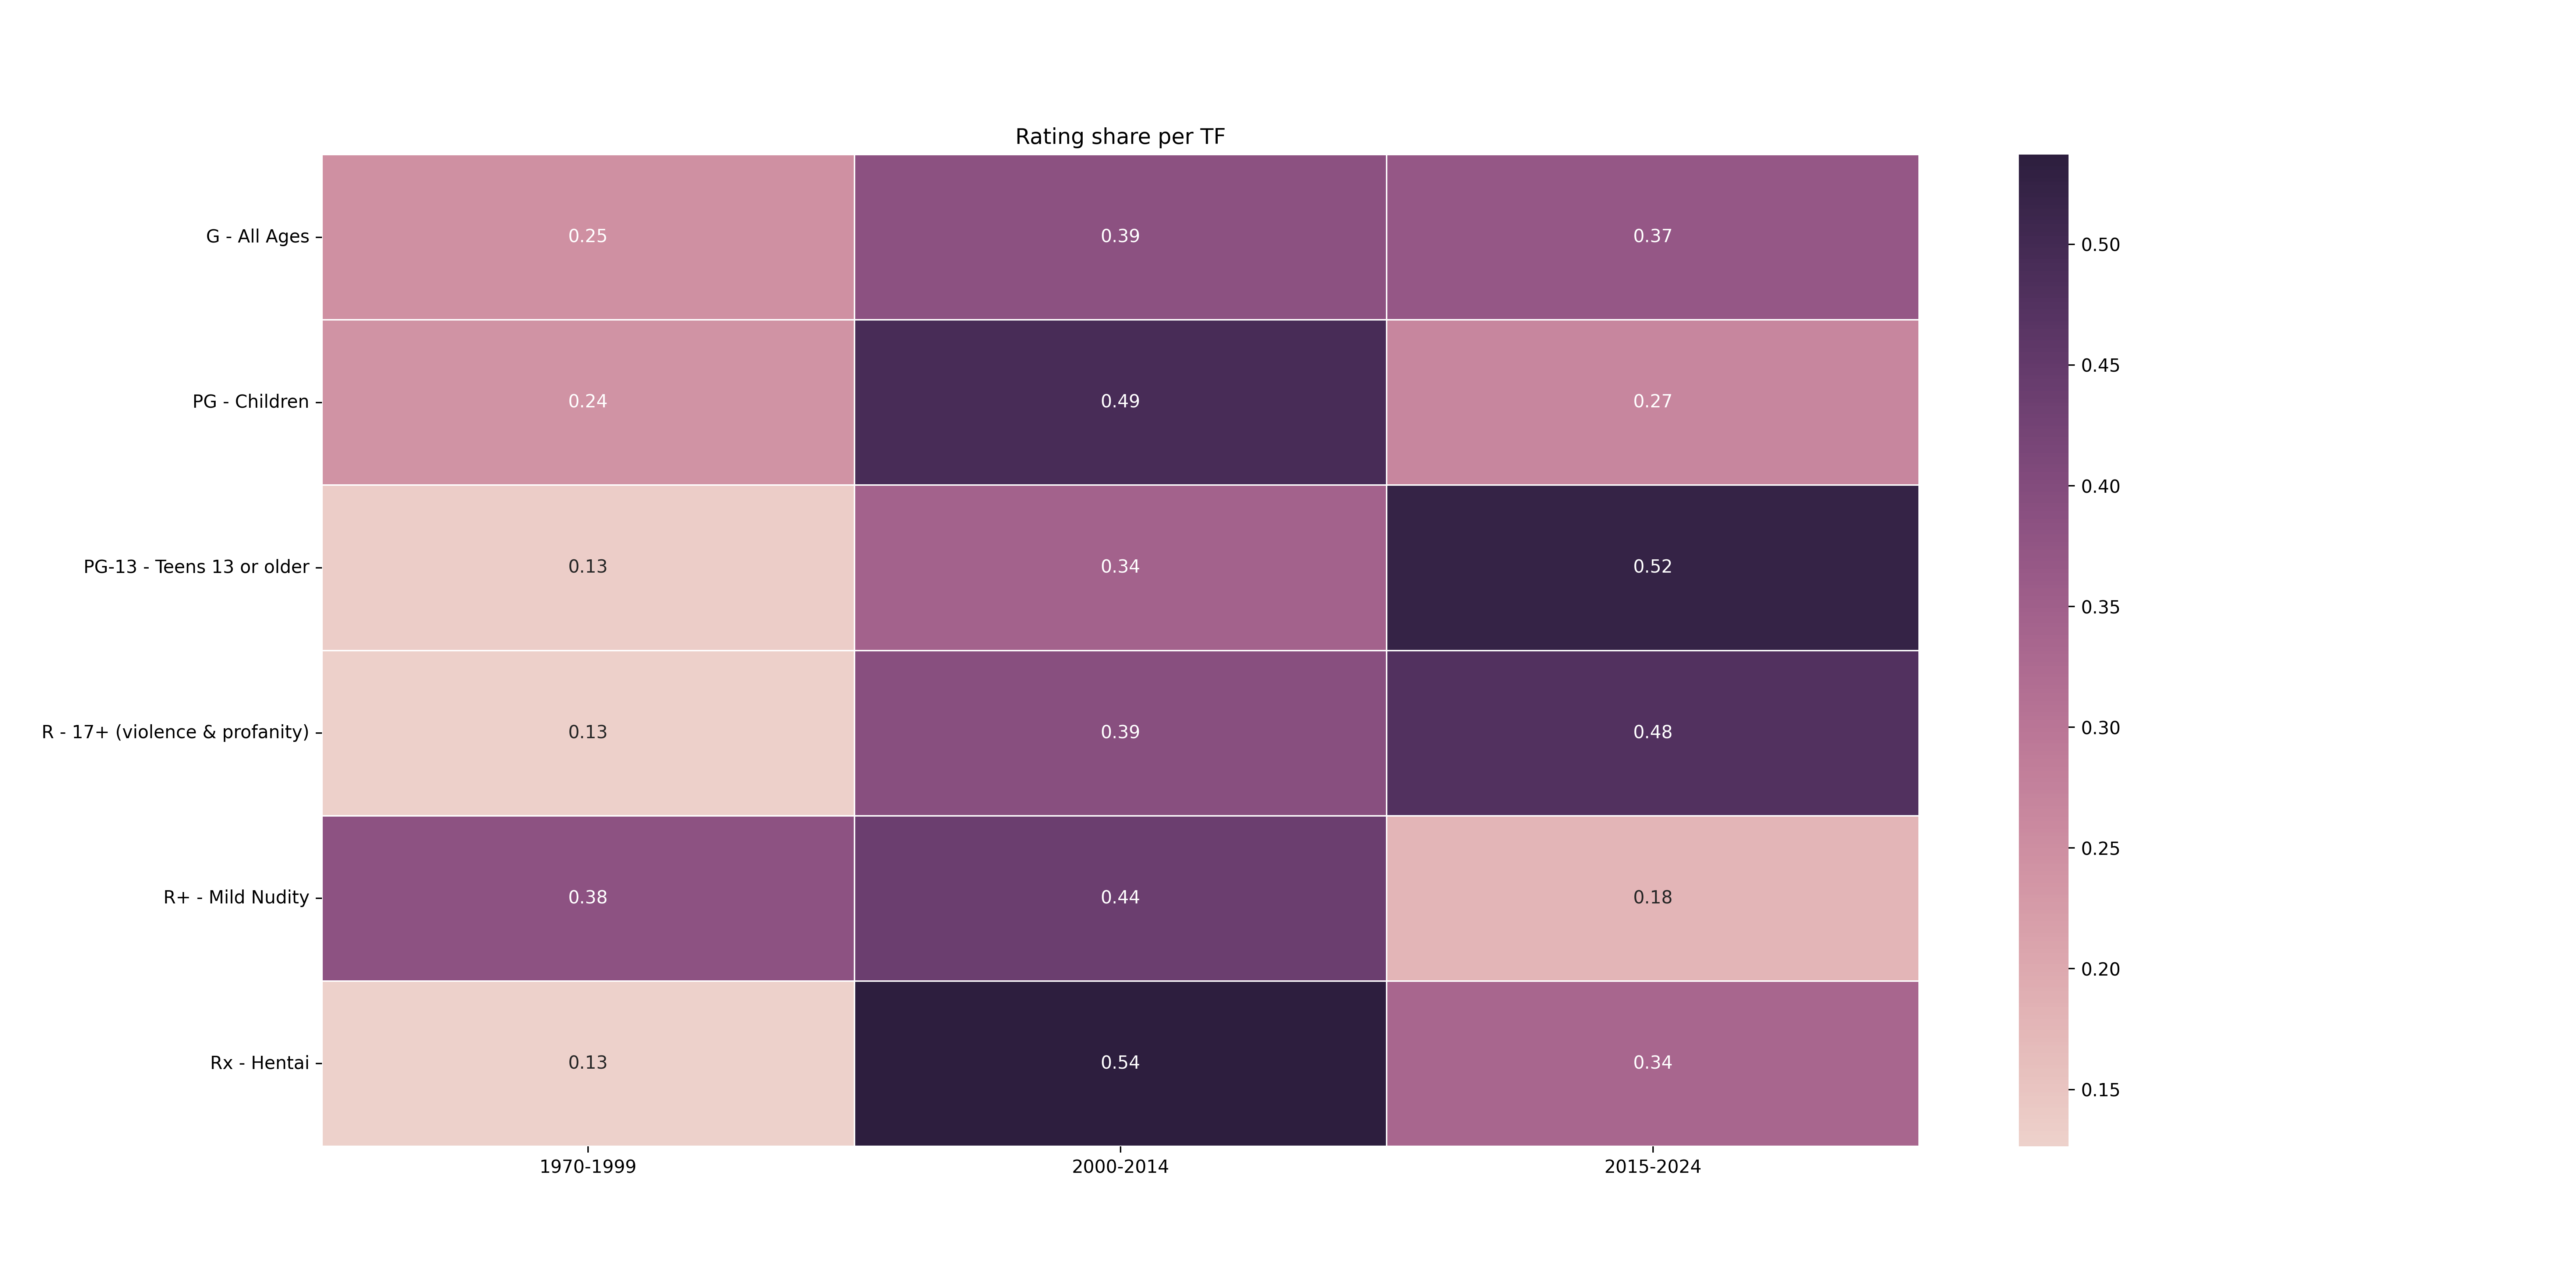 Rating share per TF
G - All Ages 0.25 0.39 0.37
PG - Children 0.24 0.49 0.27
PG-13 - Teens 13 or older 0.13 0.34 0.52
R - 17+ (violence & profanity) 0.13 0.39 0.48
R+ - Mild Nudity 0.38 0.44 0.18
Rx - Hentai 0.13 0.54 0.34
1970-1999 2000-2014 2015-2024
0.50
0.45
0.40
0.35
0.30
0.25
0.20
0.15